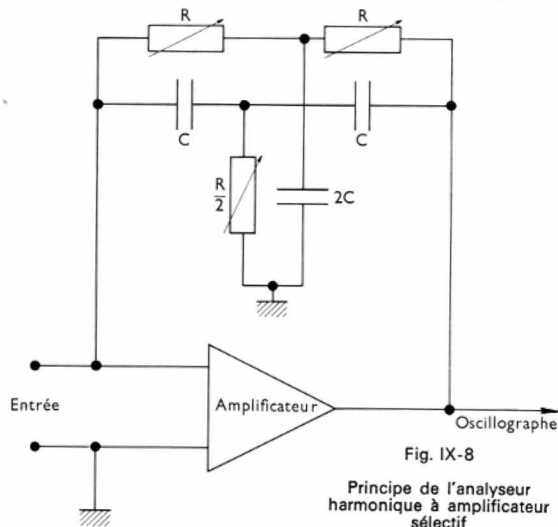 R
R
C
C
R
2
2C
Entrée
Amplificateur
Oscillographe
Fig. IX-8
Principe de l'analyseur
harmonique à amplificateur
sélectif